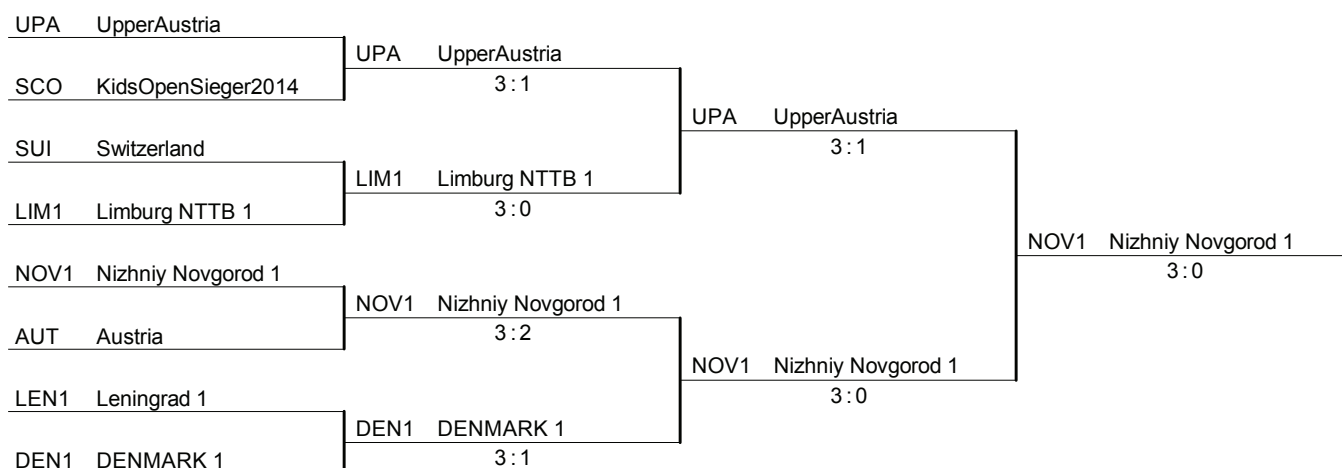 UPA UpperAustria
UPA UpperAustria
SCO KidsOpenSieger2014
3:1
UPA UpperAustria
SUI Switzerland
3:1
LIM1 Limburg NTTB 1
LIM1 Limburg NTTB 1
3:0
NOV1 Nizhniy Novgorod 1
NOV1 Nizhniy Novgorod 1
3:0
NOV1 Nizhniy Novgorod 1
AUT Austria
3:2
NOV1 Nizhniy Novgorod 1
LEN1 Leningrad 1
3:0
DEN1 DENMARK 1
DEN1 DENMARK 1
3:1